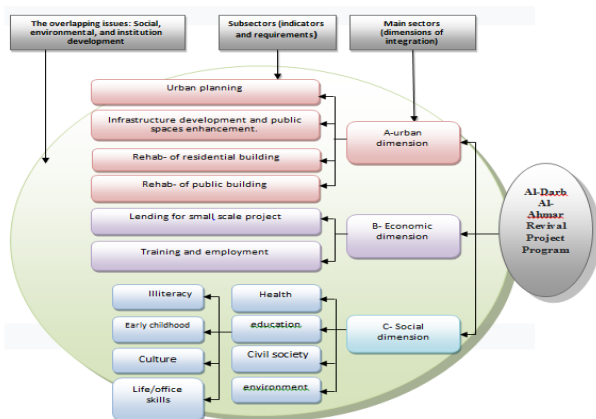 The overlapping issues: Social,
environmental, and institution
development
Subsectors (indicators
and requirements)
Main sectors
(dimensions of
integration)
Urban planning
Infrastructure development and public
spaces enhancement.
Rehab- of residential building
Rehab- of public building
A-urban
dimension
Lending for small, scale project
Training and employment
B- Economic
dimension
Al-Darb
Al-
Ahmar
Revival
Project
Program
Illiteracy
Early childhood
Culture
Life/office
skills
Health
education
Civil society
environment
C- Social
dimension